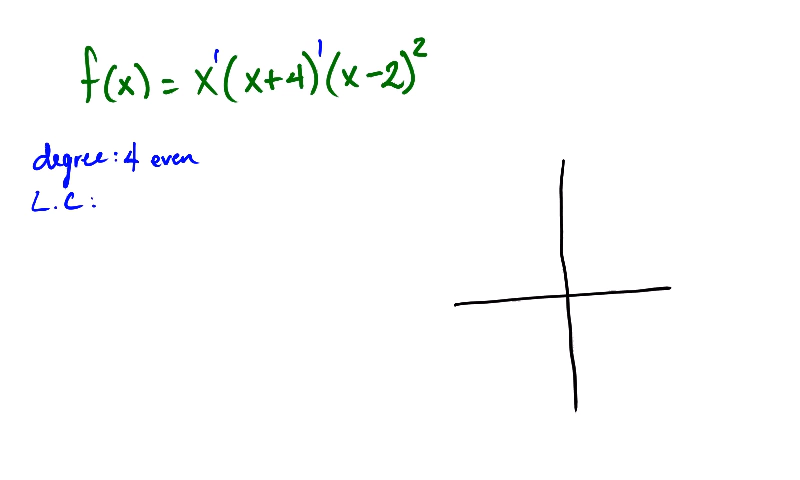 f(x) = x¹(x+4)¹(x-2)²
degree: 4 even
L.C: